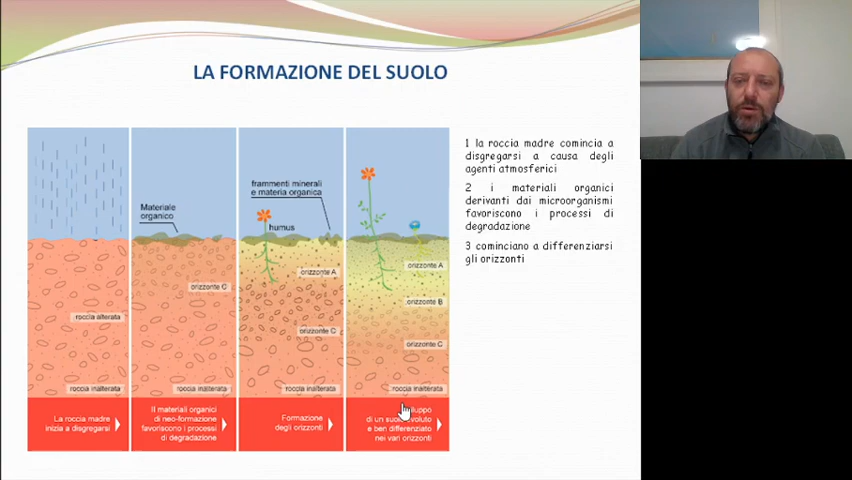 LA FORMAZIONE DEL SUOLO
Materiale
organico
frammenti minerali
e materia organica
humus
orizzonte A
orizzonte A
orizzonte C
orizzonte B
roccia alterata
orizzonte C
orizzonte C
roccia inalterata
roccia inalterata
roccia inalterata
roccia inalterata
La roccia madre
inizia a disgregarsi
Il materiali organici
di neo-formazione
favoriscono i processi
di degradazione
Formazione
degli orizzonti
di un suolo evoluto
e ben differenziato
nei vari orizzonti
1 la roccia madre comincia a
disgregarsi a causa degli
agenti atmosferici
2 i materiali organici
derivanti dai microorganismi
favoriscono i processi di
degradazione
3 cominciano a differenziarsi
gli orizzonti